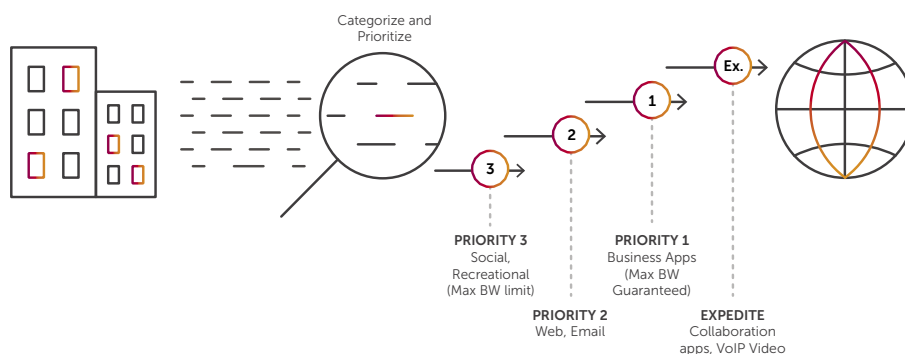 Categorize and
Prioritize
Ex.
1
2
3
PRIORITY 3
Social,
Recreational
(Max BW limit)
PRIORITY 1
Business Apps
(Max BW
Guaranteed)
PRIORITY 2
Web, Email
EXPEDITE
Collaboration
apps, VoIP Video